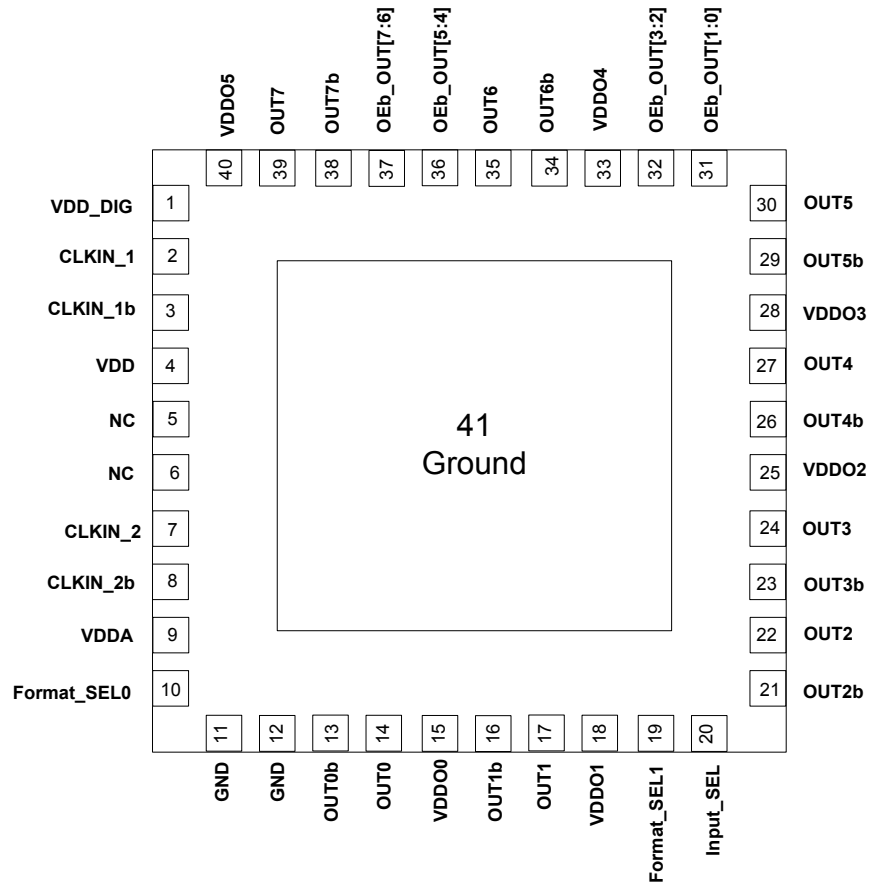 VDDO5
OUT7
OUT7b
OEb_OUT[7:6]
OEb_OUT[5:4]
OUT6
OUT6b
VDDO4
OEb_OUT[3:2]
OEb_OUT[1:0]
40
39
38
37
36
35
34
33
32
31
VDD_DIG 1
CLKIN_1 2
CLKIN_1b 3
VDD 4
NC 5
NC 6
CLKIN_2 7
CLKIN_2b 8
VDDA 9
Format_SEL0 10
41
Ground
30 OUT5
29 OUT5b
28 VDDO3
27 OUT4
26 OUT4b
25 VDDO2
24 OUT3
23 OUT3b
22 OUT2
21 OUT2b
11
12
13
14
15
16
17
18
19
20
GND
GND
OUT0b
OUT0
VDDO0
OUT1b
OUT1
VDDO1
Format_SEL1
Input_SEL